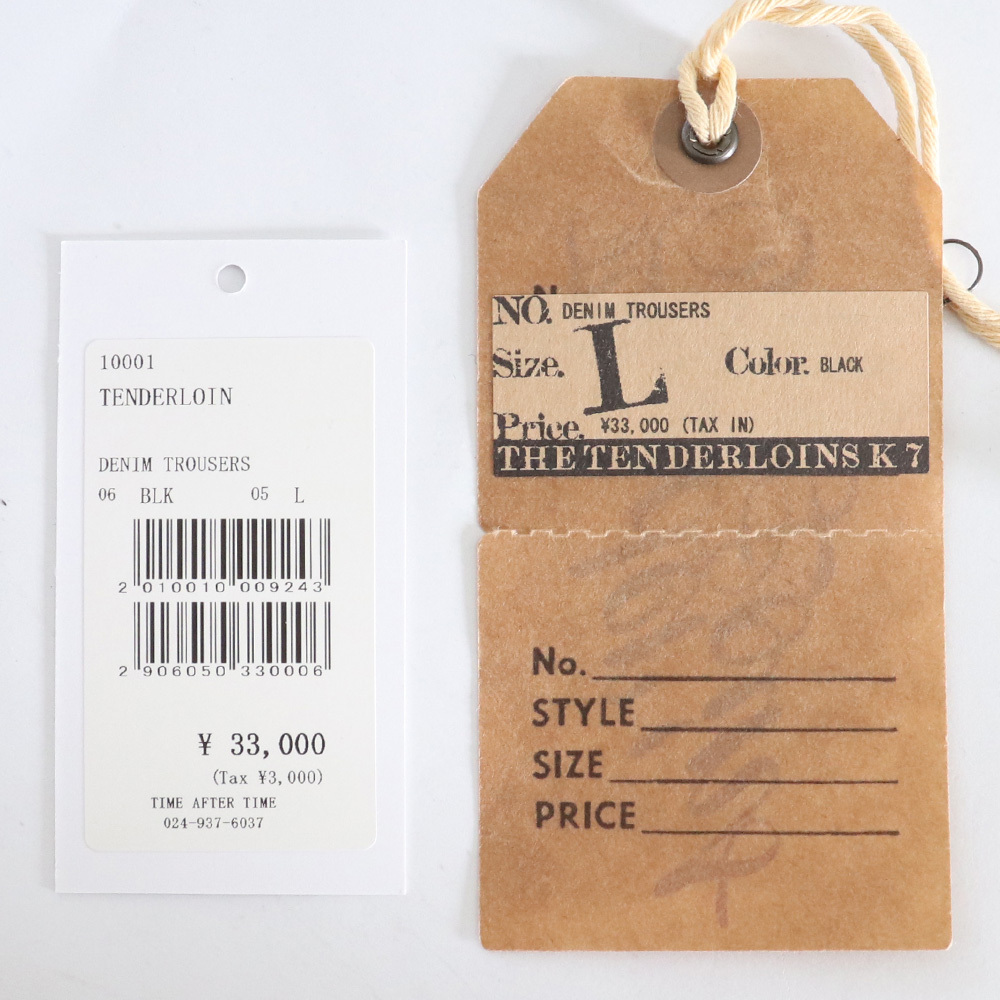 10001
TENDERLOIN
DENIM TROUSERS
06 BLK 05 L
2 010010 009243
2 906050 330006
¥ 33,000
(Tax ¥3,000)
TIME AFTER TIME
024-937-6037
NO. DENIM TROUSERS
Size. L Color. BLACK
Price. ¥33,000 (TAX IN)
THE TENDERLOINS K 7
No.
STYLE
SIZE
PRICE